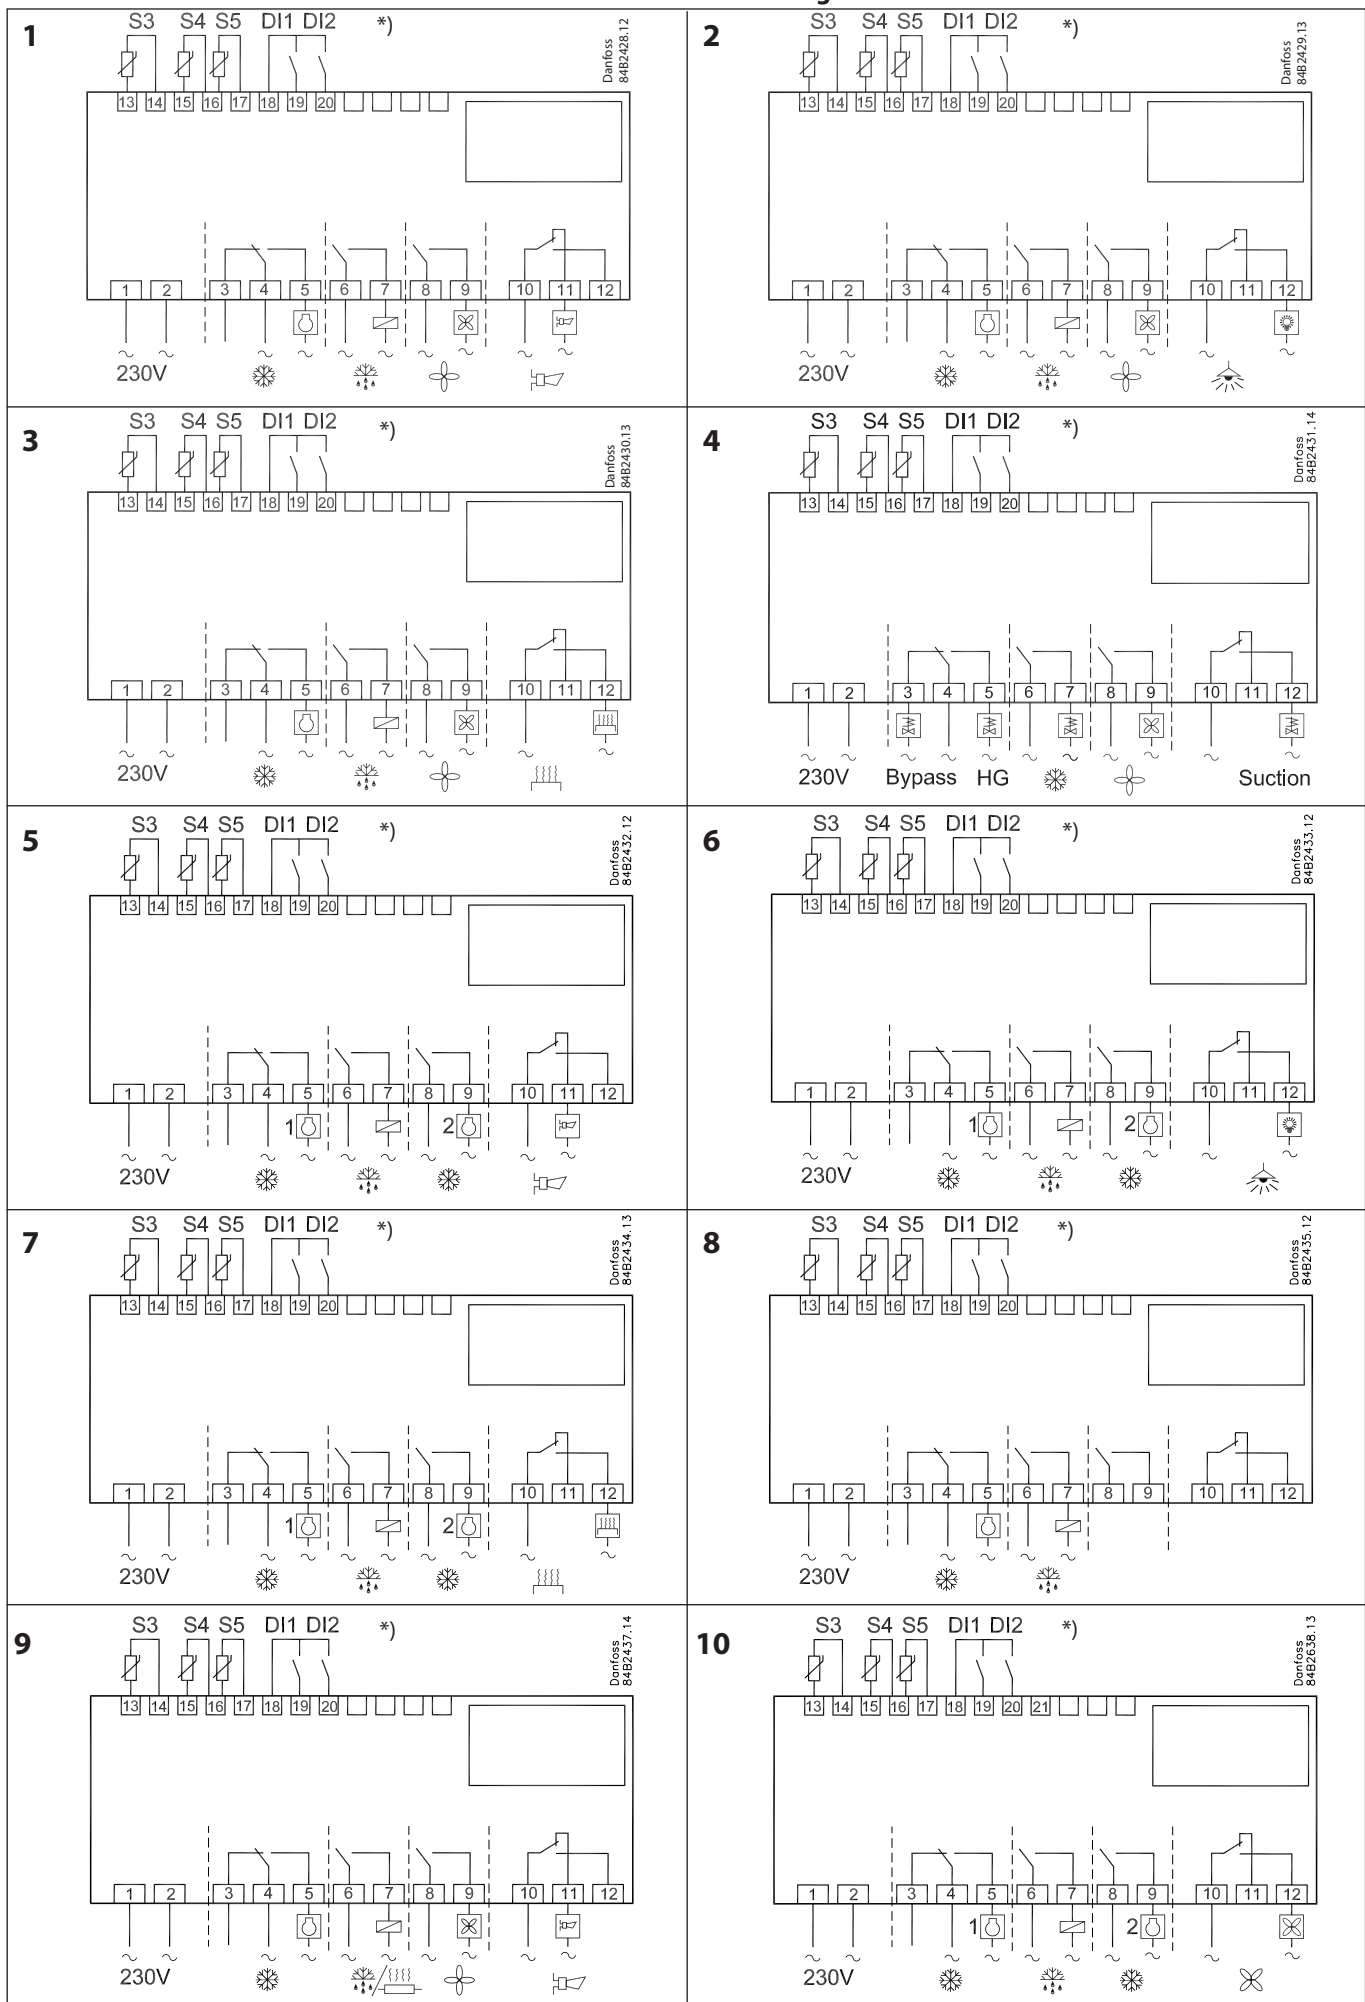 1
S3 S4 S5 DI1 DI2 *)
Danfoss
84B2428.12
13 14 15 16 17 18 19 20
1 2 3 4 5 6 7 8 9 10 11 12
230V
2
S3 S4 S5 DI1 DI2 *)
Danfoss
84B2429.13
13 14 15 16 17 18 19 20
1 2 3 4 5 6 7 8 9 10 11 12
230V
3
S3 S4 S5 DI1 DI2 *)
Danfoss
84B2430.13
13 14 15 16 17 18 19 20
1 2 3 4 5 6 7 8 9 10 11 12
230V
4
S3 S4 S5 DI1 DI2 *)
Danfoss
84B2431.14
13 14 15 16 17 18 19 20
1 2 3 4 5 6 7 8 9 10 11 12
230V Bypass HG Suction
5
S3 S4 S5 DI1 DI2 *)
Danfoss
84B2432.12
13 14 15 16 17 18 19 20
1 2 3 4 5 6 7 8 9 10 11 12
1 2
230V
6
S3 S4 S5 DI1 DI2 *)
Danfoss
84B2433.12
13 14 15 16 17 18 19 20
1 2 3 4 5 6 7 8 9 10 11 12
1 2
230V
7
S3 S4 S5 DI1 DI2 *)
Danfoss
84B2434.13
13 14 15 16 17 18 19 20
1 2 3 4 5 6 7 8 9 10 11 12
1 2
230V
8
S3 S4 S5 DI1 DI2 *)
Danfoss
84B2435.12
13 14 15 16 17 18 19 20
1 2 3 4 5 6 7 8 9 10 11 12
230V
9
S3 S4 S5 DI1 DI2 *)
Danfoss
84B2437.14
13 14 15 16 17 18 19 20
1 2 3 4 5 6 7 8 9 10 11 12
230V
10
S3 S4 S5 DI1 DI2 *)
Danfoss
84B2638.13
13 14 15 16 17 18 19 20 21
1 2 3 4 5 6 7 8 9 10 11 12
1 2
230V